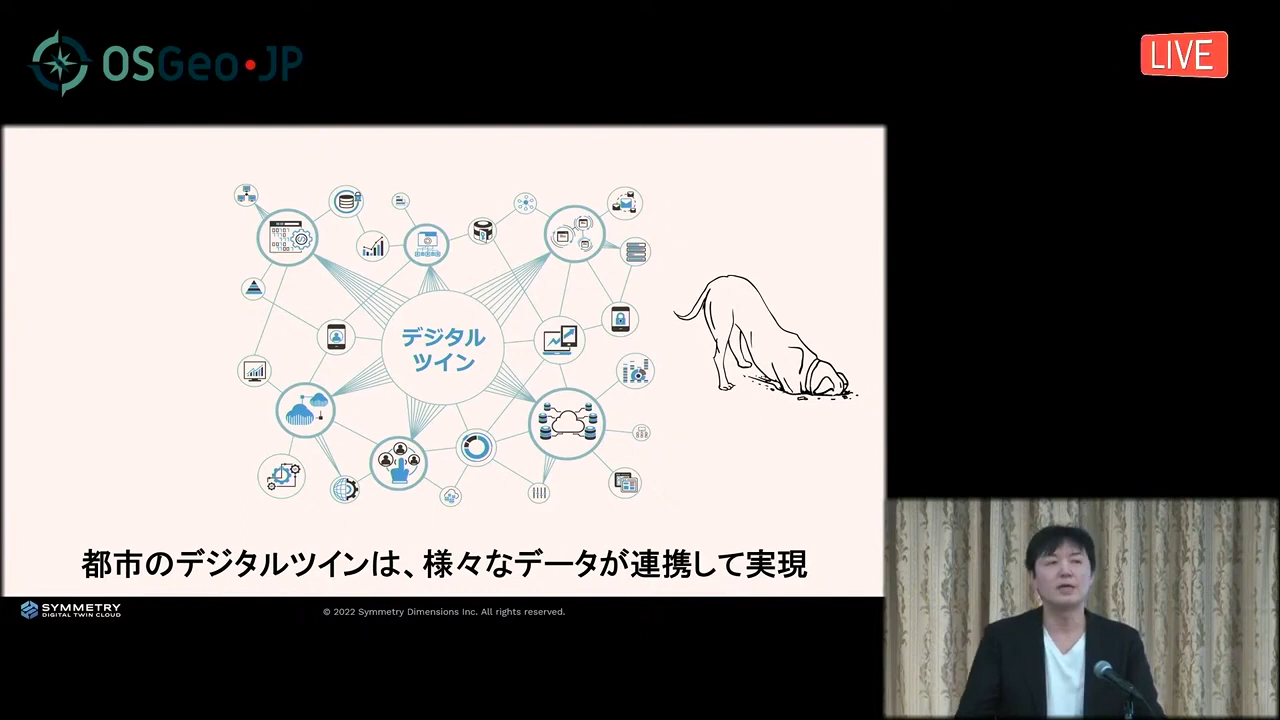 OSGeo・JP
LIVE
デジタル
ツイン
都市のデジタルツインは、様々なデータが連携して実現
SYMMETRY
DIGITAL TWIN CLOUD
© 2022 Symmetry Dimensions Inc. All rights reserved.